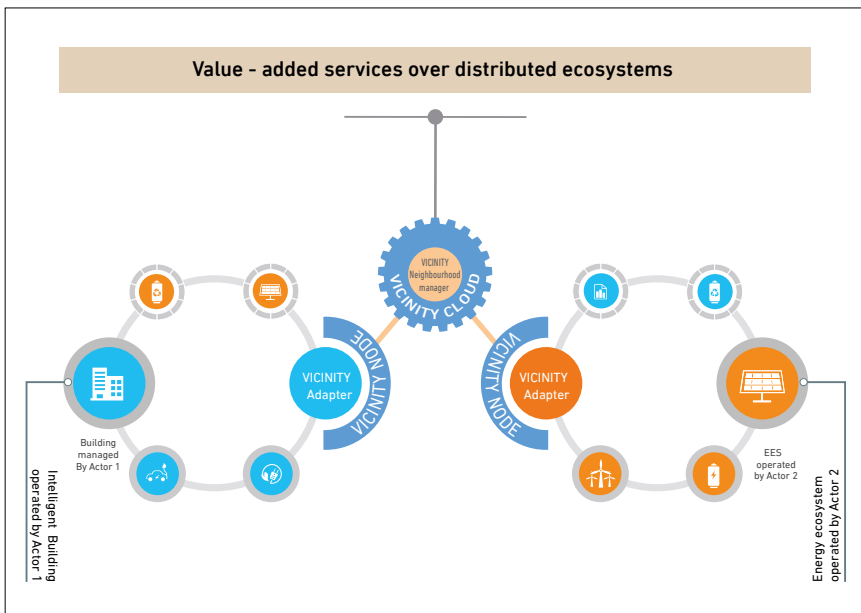 Value - added services over distributed ecosystems
VICINITY
Neighbourhood
manager
VICINITY CLOUD
VICINITY NODE
VICINITY
Adapter
VICINITY NODE
VICINITY
Adapter
Building
managed
By Actor 1
EES
operated
by Actor 2
Intelligent Building
operated by Actor 1
Energy ecosystem
operated by Actor 2